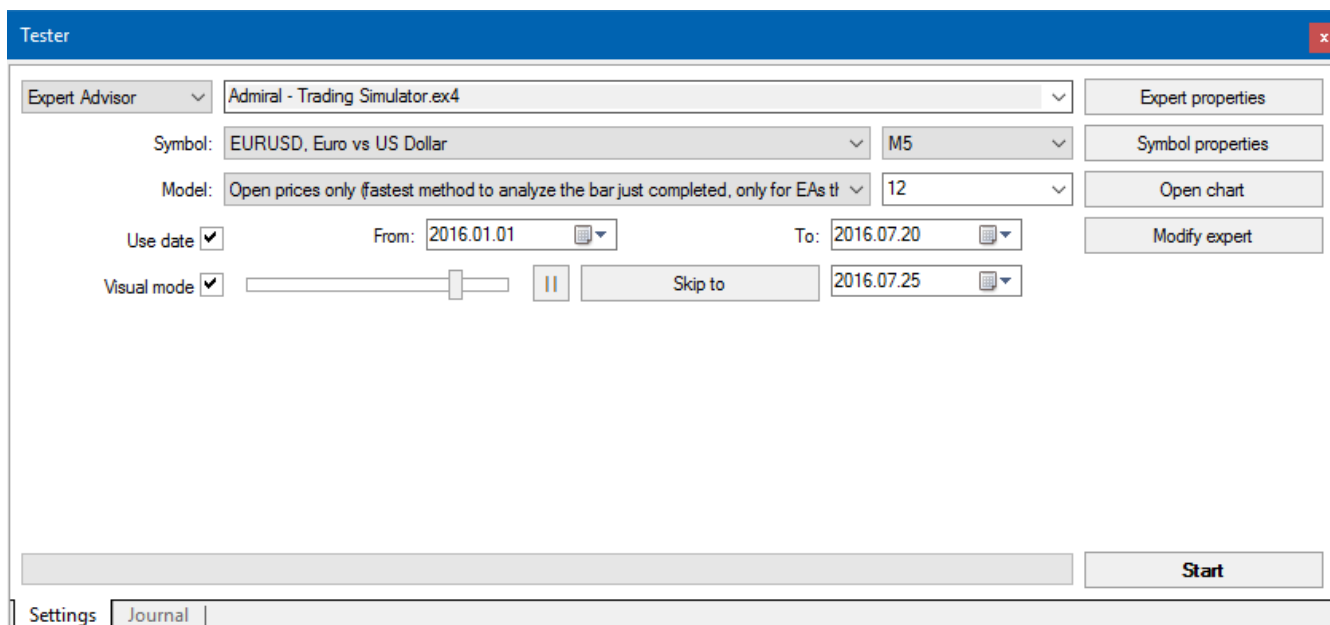 Tester
x
Expert Advisor Admiral - Trading Simulator.ex4 Expert properties
Symbol: EURUSD, Euro vs US Dollar M5 Symbol properties
Model: Open prices only (fastest method to analyze the bar just completed, only for EAs th 12 Open chart
Use date From: 2016.01.01 To: 2016.07.20 Modify expert
Visual mode Skip to 2016.07.25
Start
Settings Journal